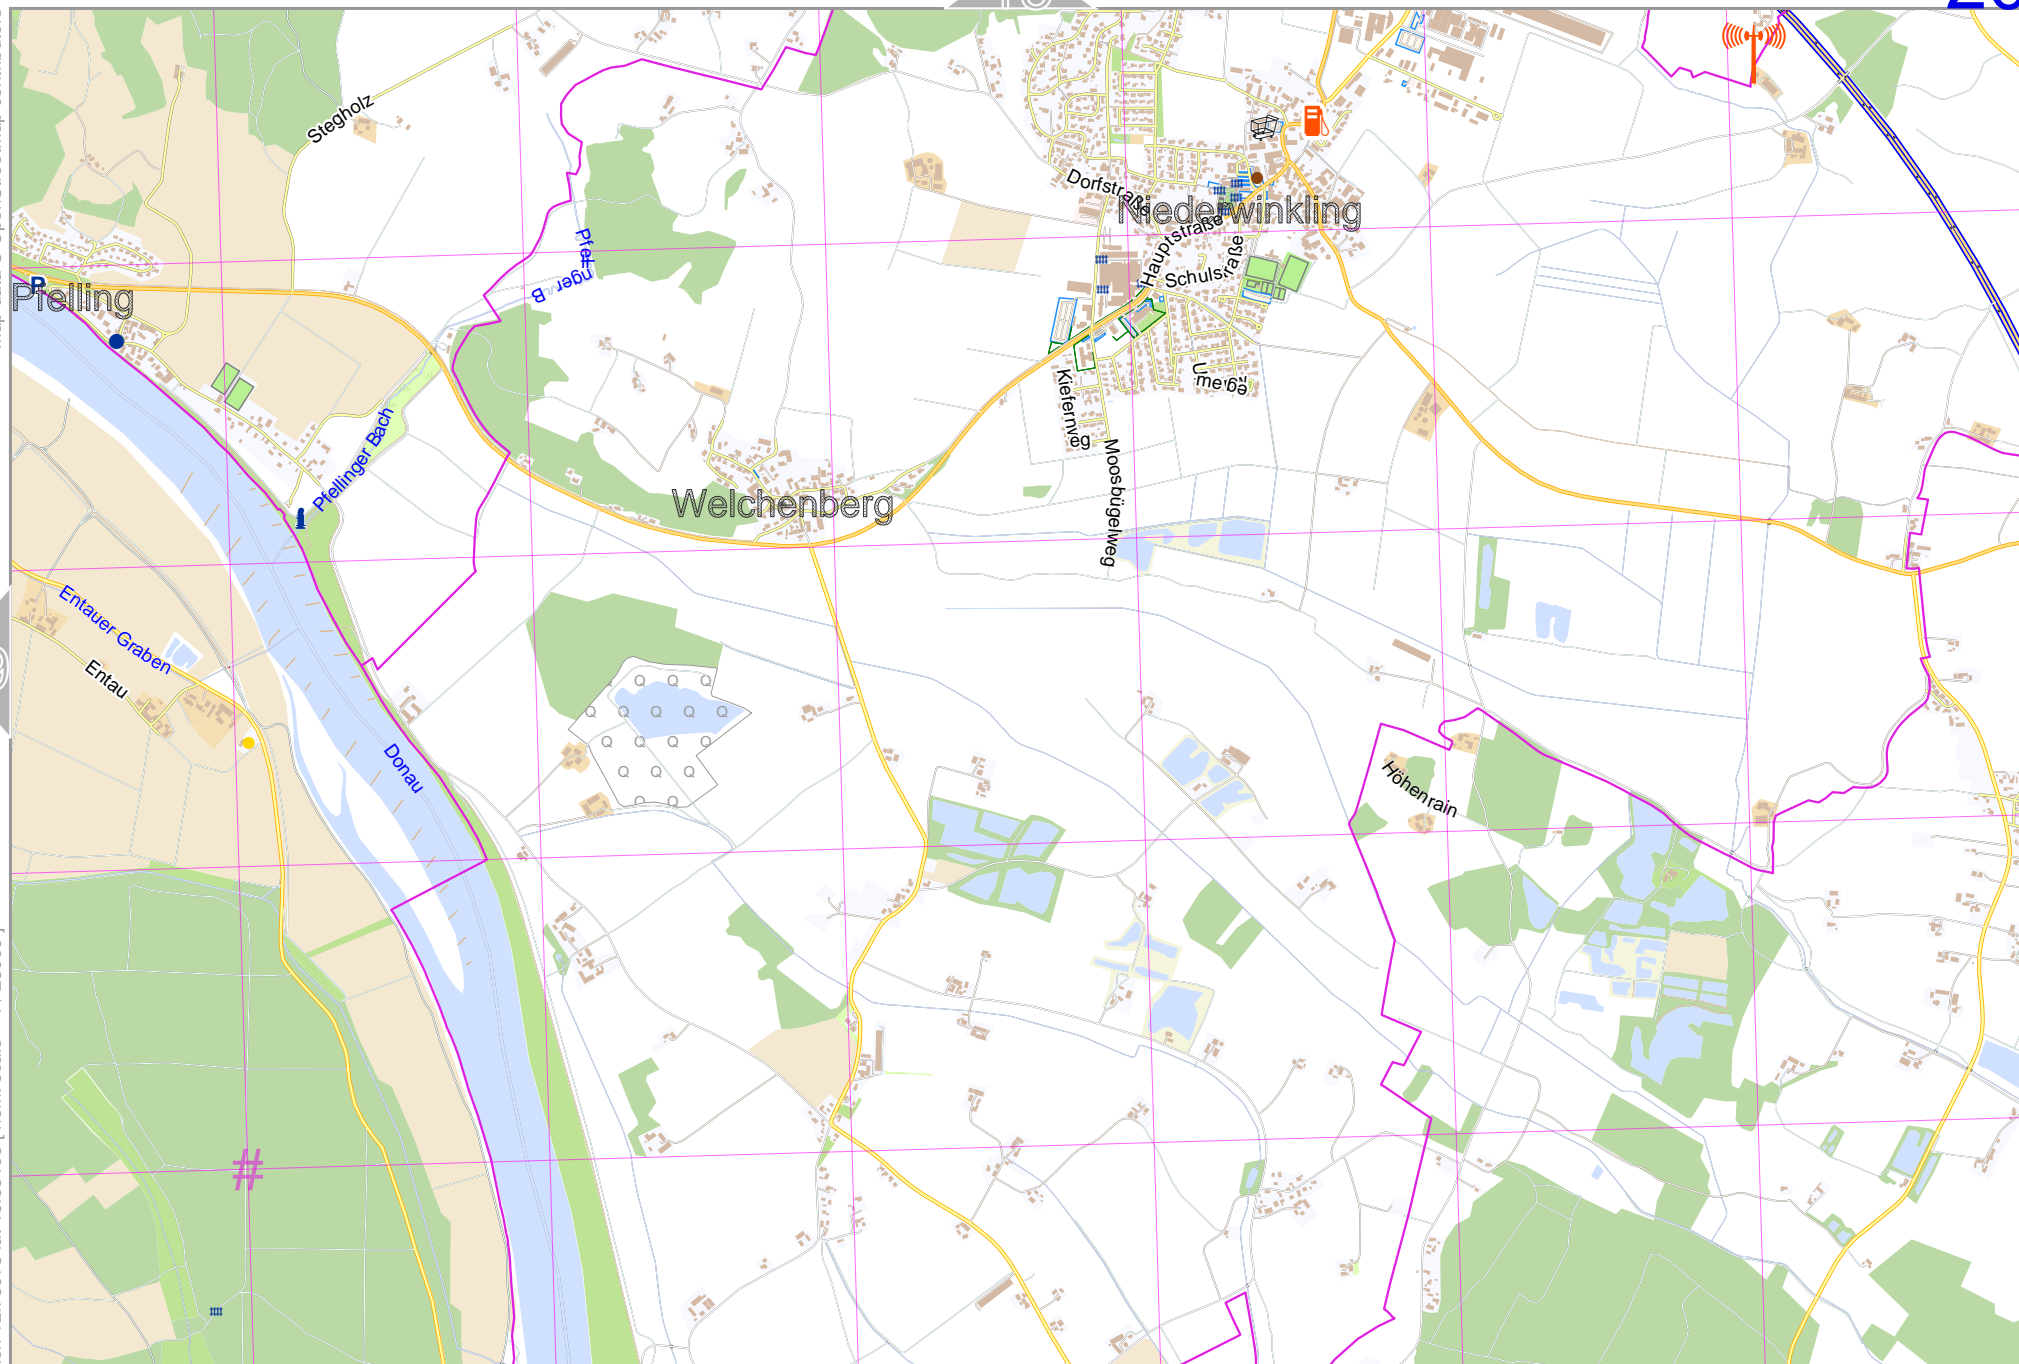 Stegholz
Dorfstraße
Niederwinkling
Hauptstraße
Schulstraße
P
Pfelling
Kiefernweg
Moosbügelweg
Welchenberg
Pfellinger Bach
Entauer Graben
Entau
Donau
Höhenrain
Q Q Q
Q Q Q Q Q
Q Q Q Q
Q Q Q
Q Q
#